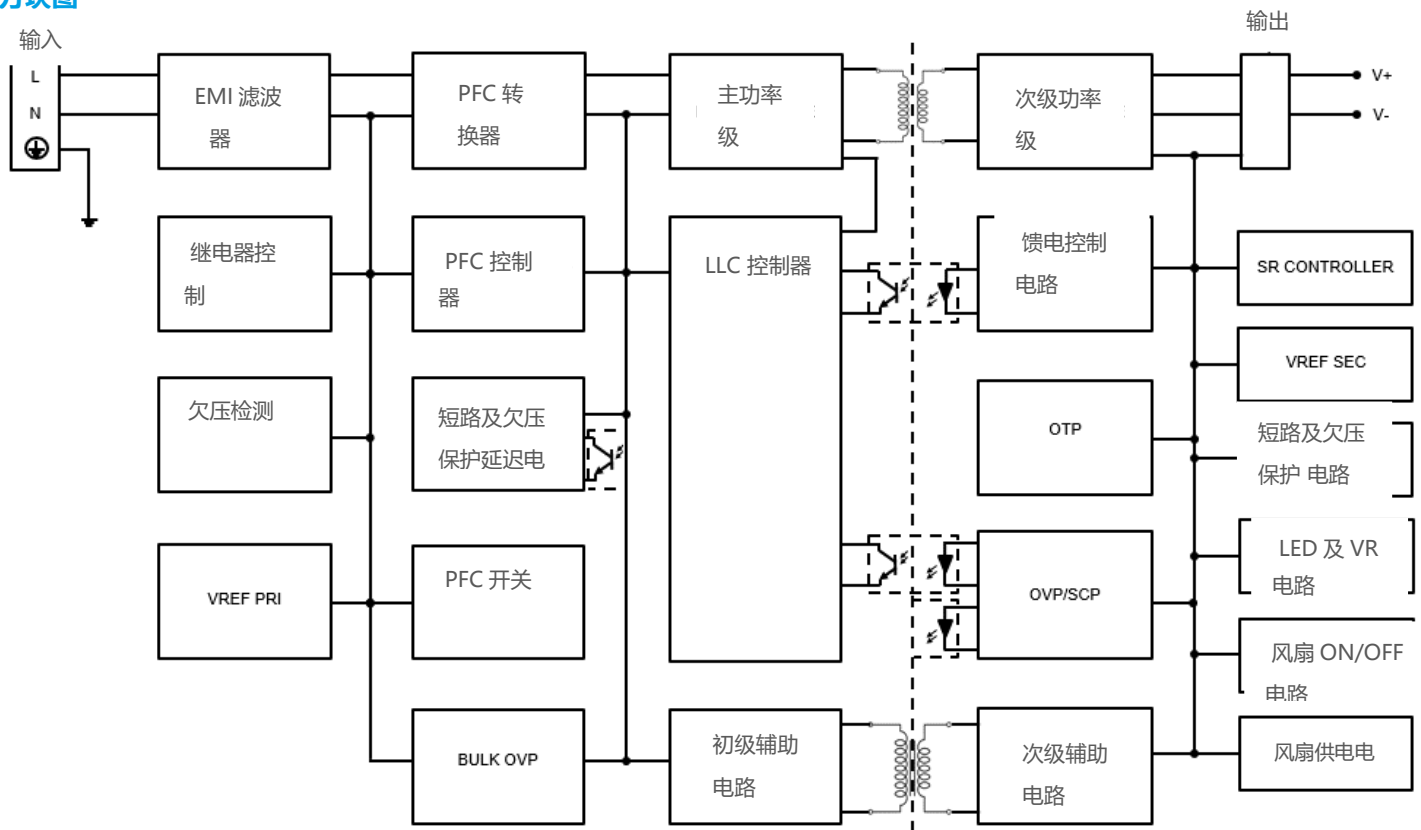 方块图
输入
输出
L
N
EMI 滤波
器
PFC 转
换器
主功率
级
次级功率
级
V+
V-
继电器控
制
PFC 控制
器
LLC 控制器
馈电控制
电路
SR CONTROLLER
VREF SEC
欠压检测
短路及欠压
保护延迟电
OTP
短路及欠压
保护 电路
VREF PRI
PFC 开关
OVP/SCP
LED 及 VR
电路
风扇 ON/OFF
电路
BULK OVP
初级辅助
电路
次级辅助
电路
风扇供电电